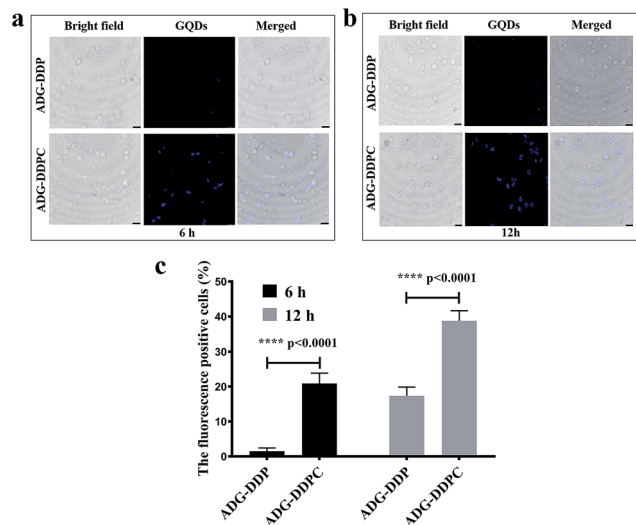 a
Bright field GQDs Merged
ADG-DDP
ADG-DDPC
6 h
b
Bright field GQDs Merged
ADG-DDP
ADG-DDPC
12h
c
The fluorescence positive cells (%)
50
40
30
20
10
0
6 h
12 h
**** p<0.0001
**** p<0.0001
ADG-DDP
ADG-DDPC
ADG-DDP
ADG-DDPC